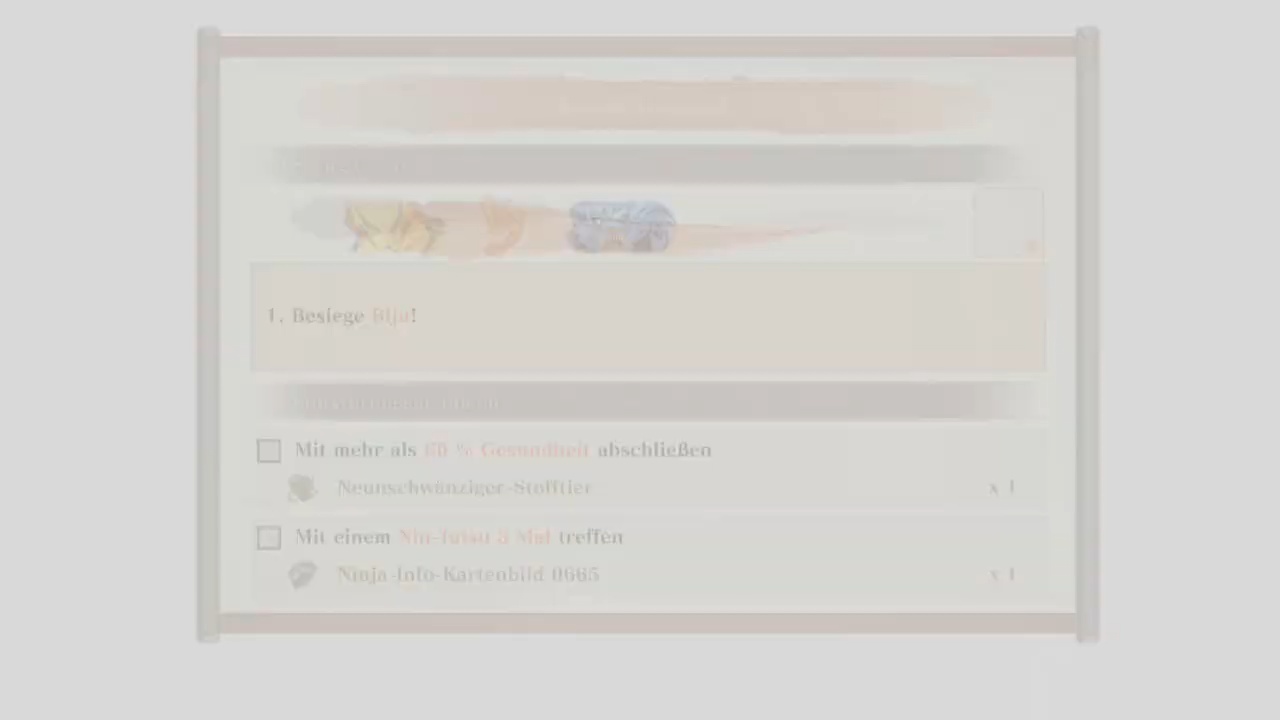 1. Besiege Biju!
Mit mehr als 60 % Gesundheit abschließen
Neunschwänziger-Stofftier x 1
Mit einem Nin-Jutsu 3 Mal treffen
Ninja-Info-Kartenbild 0665 x 1